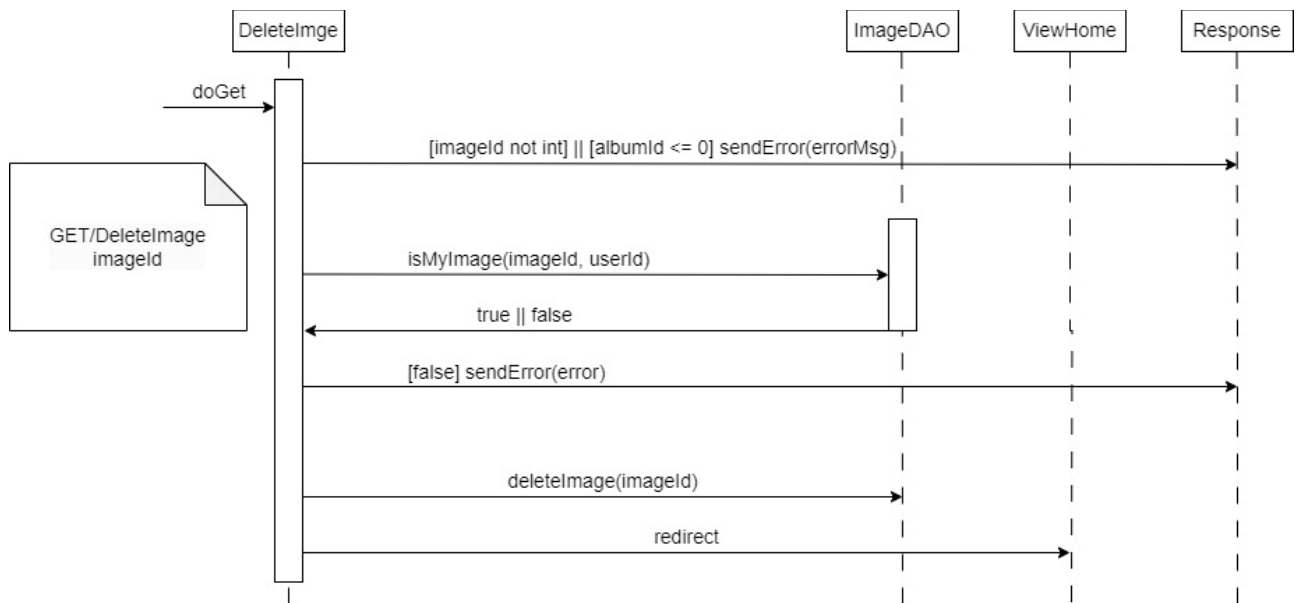 DeleteImge
ImageDAO
ViewHome
Response
doGet
[imageId not int] || [albumId <= 0] sendError(errorMsg)
GET/DeleteImage
imageId
isMyImage(imageId, userId)
true || false
[false] sendError(error)
deleteImage(imageId)
redirect